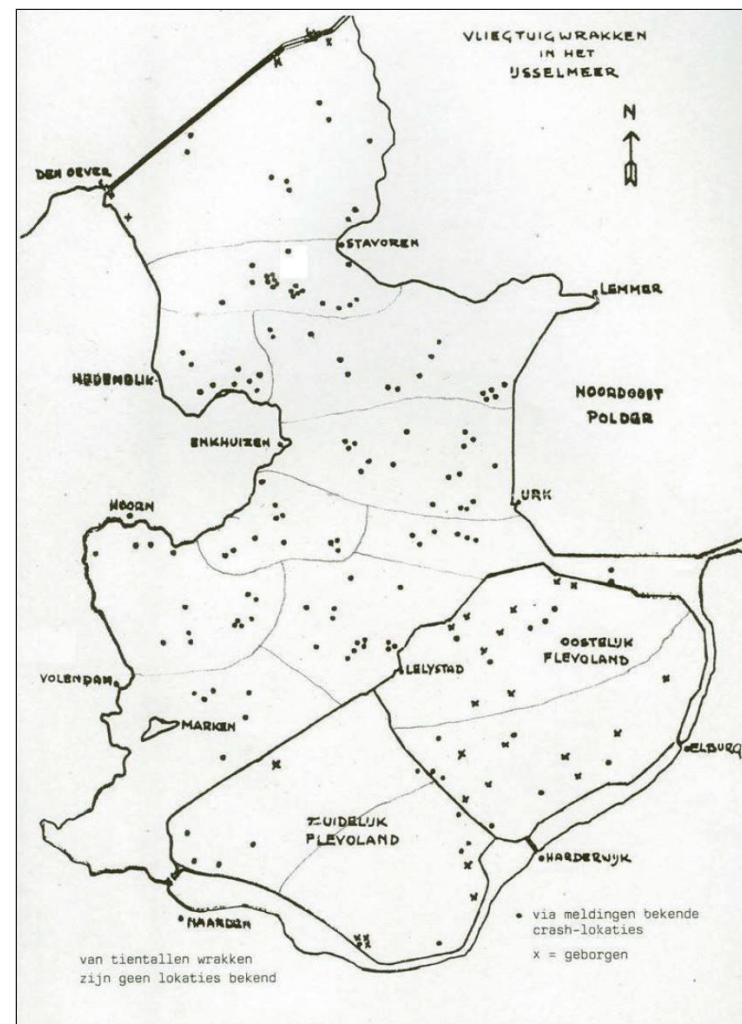 VLIEGTUIGWRAKKEN
IN HET
IJSSELMEER
N
DEN OEVER
STAVOREN
LEMMER
MEDEMBLIK
NOORDOOST
POLDER
ENKHUIZEN
URK
HOORN
OOSTELIJK
FLEVOLAND
LELYSTAD
VOLENDAM
MARKEN
ELBURG
ZUIDELIJK
FLEVOLAND
HARDERWIJK
NAARDEN
• via meldingen bekende
crash-lokaties
x = geborgen
van tientallen wrakken
zijn geen lokaties bekend